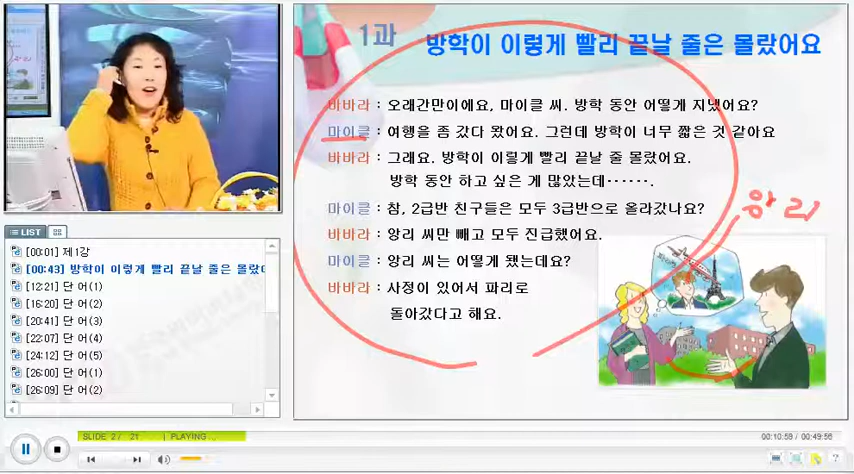 1과 방학이 이렇게 빨리 끝날 줄은 몰랐어요
바바라 : 오래간만이에요, 마이클 씨. 방학 동안 어떻게 지냈어요?
마이클 : 여행을 좀 갔다 왔어요. 그런데 방학이 너무 짧은 것 같아요
바바라 : 그래요. 방학이 이렇게 빨리 끝날 줄 몰랐어요.
방학 동안 하고 싶은 게 많았는데⋯⋯.
마이클 : 참, 2급반 친구들은 모두 3급반으로 올라갔나요?
바바라 : 앙리 씨만 빼고 모두 진급했어요.
마이클 : 앙리 씨는 어떻게 됐는데요?
바바라 : 사정이 있어서 파리로
돌아갔다고 해요.
앙리
LIST
[00:01] 제1강
[00:43] 방학이 이렇게 빨리 끝날 줄은 몰랐
[12:21] 단 어(1)
[16:20] 단 어(2)
[20:41] 단 어(3)
[22:07] 단 어(4)
[24:12] 단 어(5)
[26:00] 단 어(1)
[26:09] 단 어(2)
SLIDE 2 / 21 | PLAYING ...
00:10:59 / 00:49:56